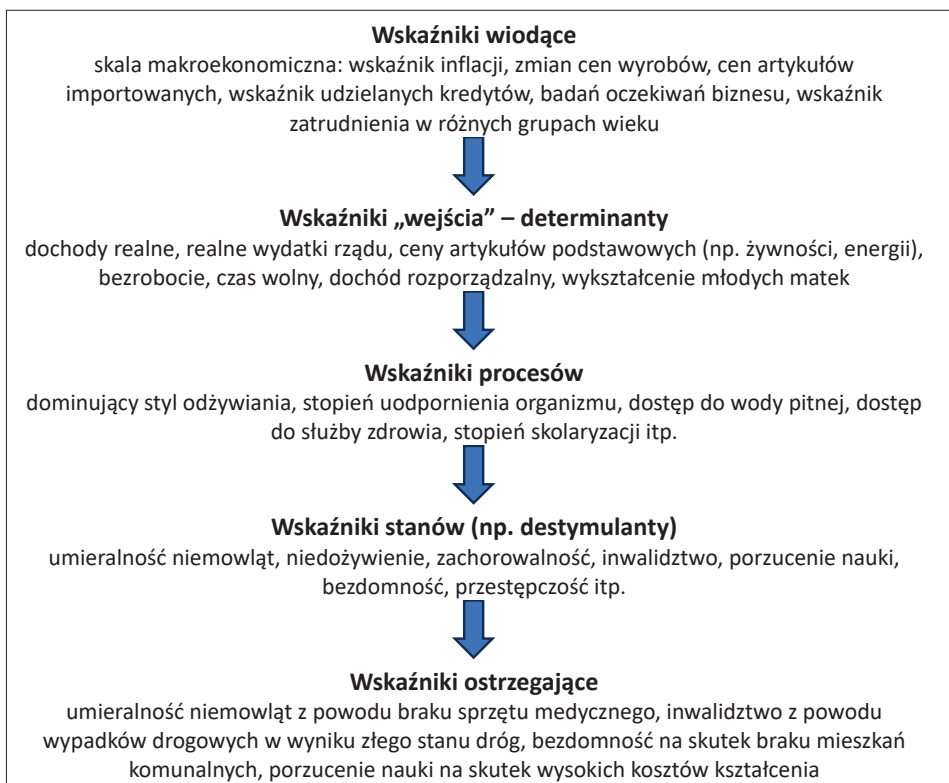 Wskaźniki wiodące
skala makroekonomiczna: wskaźnik inflacji, zmian cen wyrobów, cen artykułów
importowanych, wskaźnik udzielanych kredytów, badań oczekiwań biznesu, wskaźnik
zatrudnienia w różnych grupach wieku
Wskaźniki „wejścia” – determinanty
dochody realne, realne wydatki rządu, ceny artykułów podstawowych (np. żywności, energii),
bezrobocie, czas wolny, dochód rozporządzalny, wykształcenie młodych matek
Wskaźniki procesów
dominujący styl odżywiania, stopień uodpornienia organizmu, dostęp do wody pitnej, dostęp
do służby zdrowia, stopień skolaryzacji itp.
Wskaźniki stanów (np. destymulanty)
umieralność niemowląt, niedożywienie, zachorowalność, inwalidztwo, porzucenie nauki,
bezdomność, przestępczość itp.
Wskaźniki ostrzegające
umieralność niemowląt z powodu braku sprzętu medycznego, inwalidztwo z powodu
wypadków drogowych w wyniku złego stanu dróg, bezdomność na skutek braku mieszkań
komunalnych, porzucenie nauki na skutek wysokich kosztów kształcenia